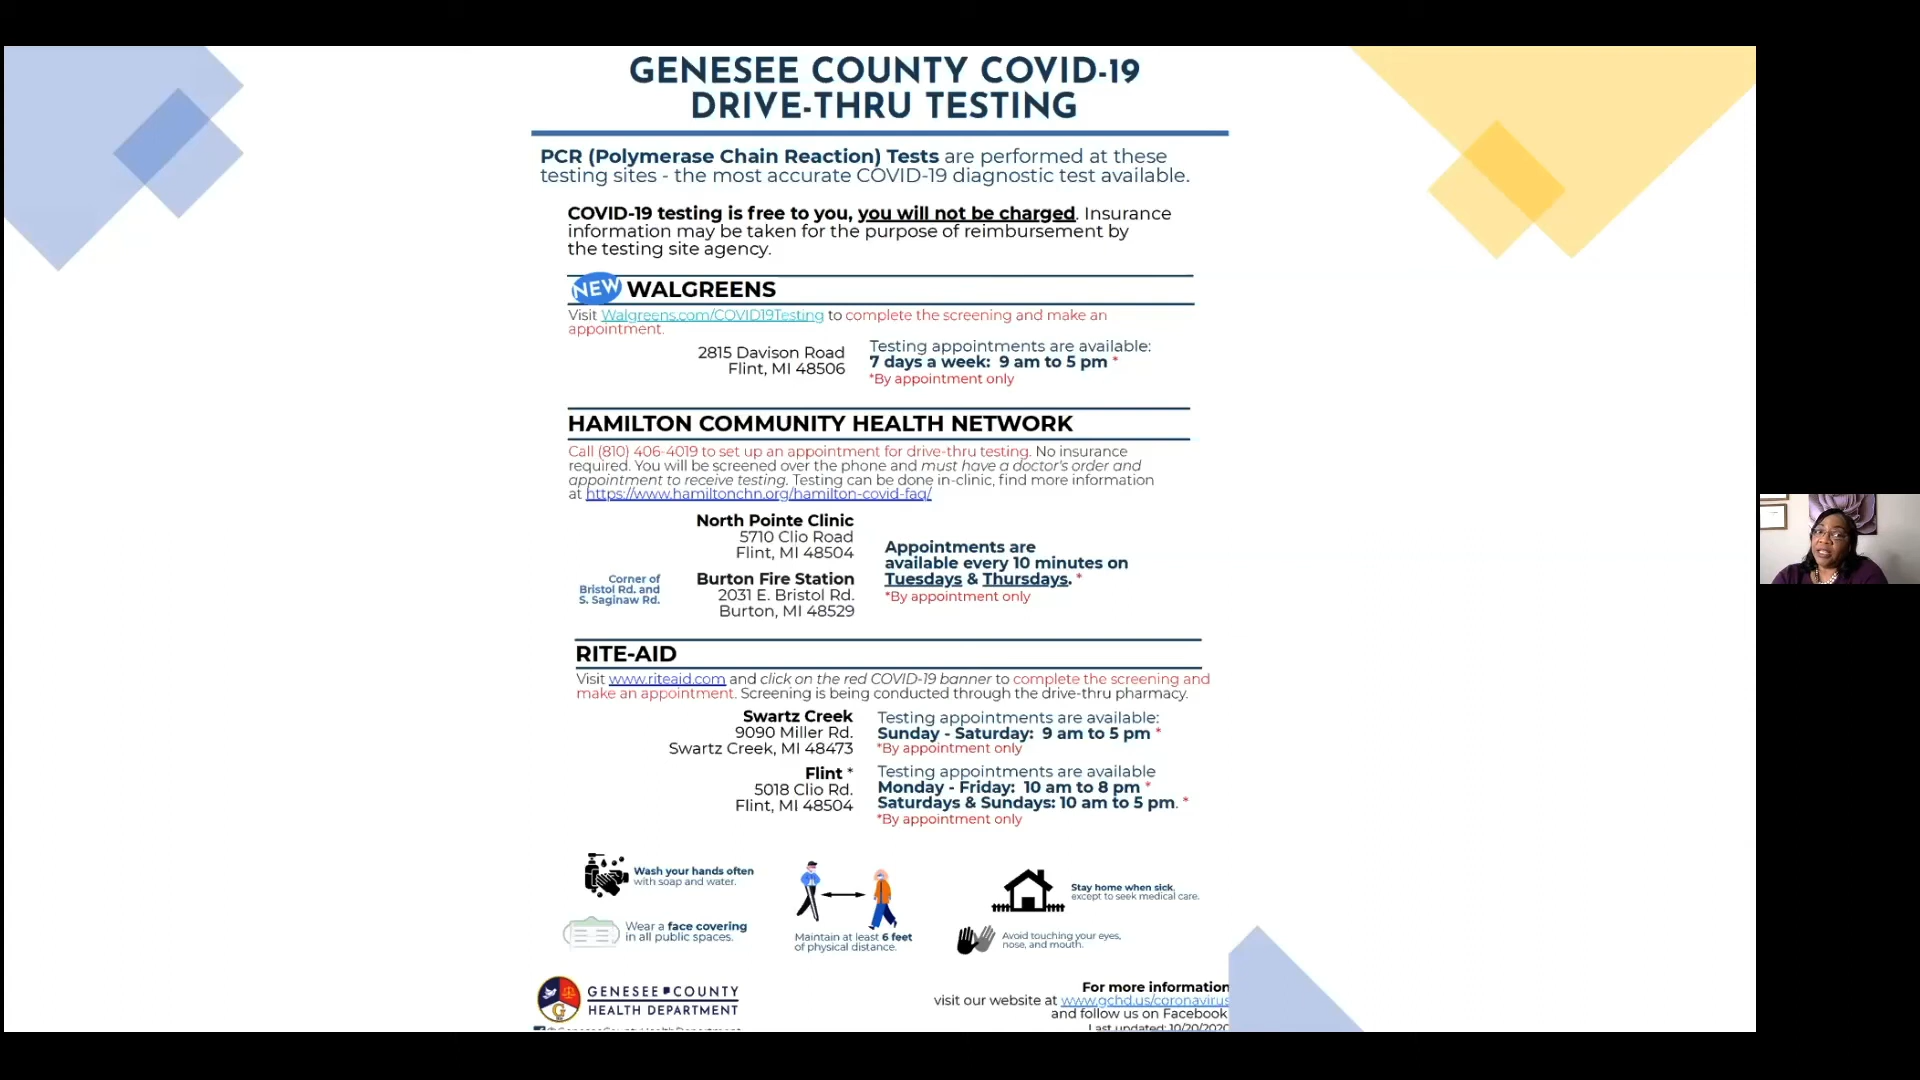 GENESEE COUNTY COVID-19
DRIVE-THRU TESTING
PCR (Polymerase Chain Reaction) Tests are performed at these
testing sites - the most accurate COVID-19 diagnostic test available.
COVID-19 testing is free to you, you will not be charged. Insurance
information may be taken for the purpose of reimbursement by
the testing site agency.
NEW WALGREENS
Visit Walgreens.com/COVID19Testing to complete the screening and make an
appointment.
2815 Davison Road
Flint, MI 48506
Testing appointments are available:
7 days a week: 9 am to 5 pm *
*By appointment only
HAMILTON COMMUNITY HEALTH NETWORK
Call (810) 406-4019 to set up an appointment for drive-thru testing. No insurance
required. You will be screened over the phone and must have a doctor's order and
appointment to receive testing. Testing can be done in-clinic, find more information
at https://www.hamiltonchn.org/hamilton-covid-faq/
North Pointe Clinic
5710 Clio Road
Flint, MI 48504
Corner of
Bristol Rd. and
S. Saginaw Rd.
Burton Fire Station
2031 E. Bristol Rd.
Burton, MI 48529
Appointments are
available every 10 minutes on
Tuesdays & Thursdays. *
*By appointment only
RITE-AID
Visit www.riteaid.com and click on the red COVID-19 banner to complete the screening and
make an appointment. Screening is being conducted through the drive-thru pharmacy.
Swartz Creek
9090 Miller Rd.
Swartz Creek, MI 48473
Testing appointments are available:
Sunday - Saturday: 9 am to 5 pm *
*By appointment only
Flint *
5018 Clio Rd.
Flint, MI 48504
Testing appointments are available
Monday - Friday: 10 am to 8 pm *
Saturdays & Sundays: 10 am to 5 pm. *
*By appointment only
Wash your hands often
with soap and water.
Wear a face covering
in all public spaces.
Maintain at least 6 feet
of physical distance.
Stay home when sick,
except to seek medical care.
Avoid touching your eyes,
nose, and mouth.
GENESEE COUNTY
HEALTH DEPARTMENT
@GeneseeCountyHealthDepartment
For more information
visit our website at www.gchd.us/coronavirus
and follow us on Facebook
Last updated: 10/20/2020